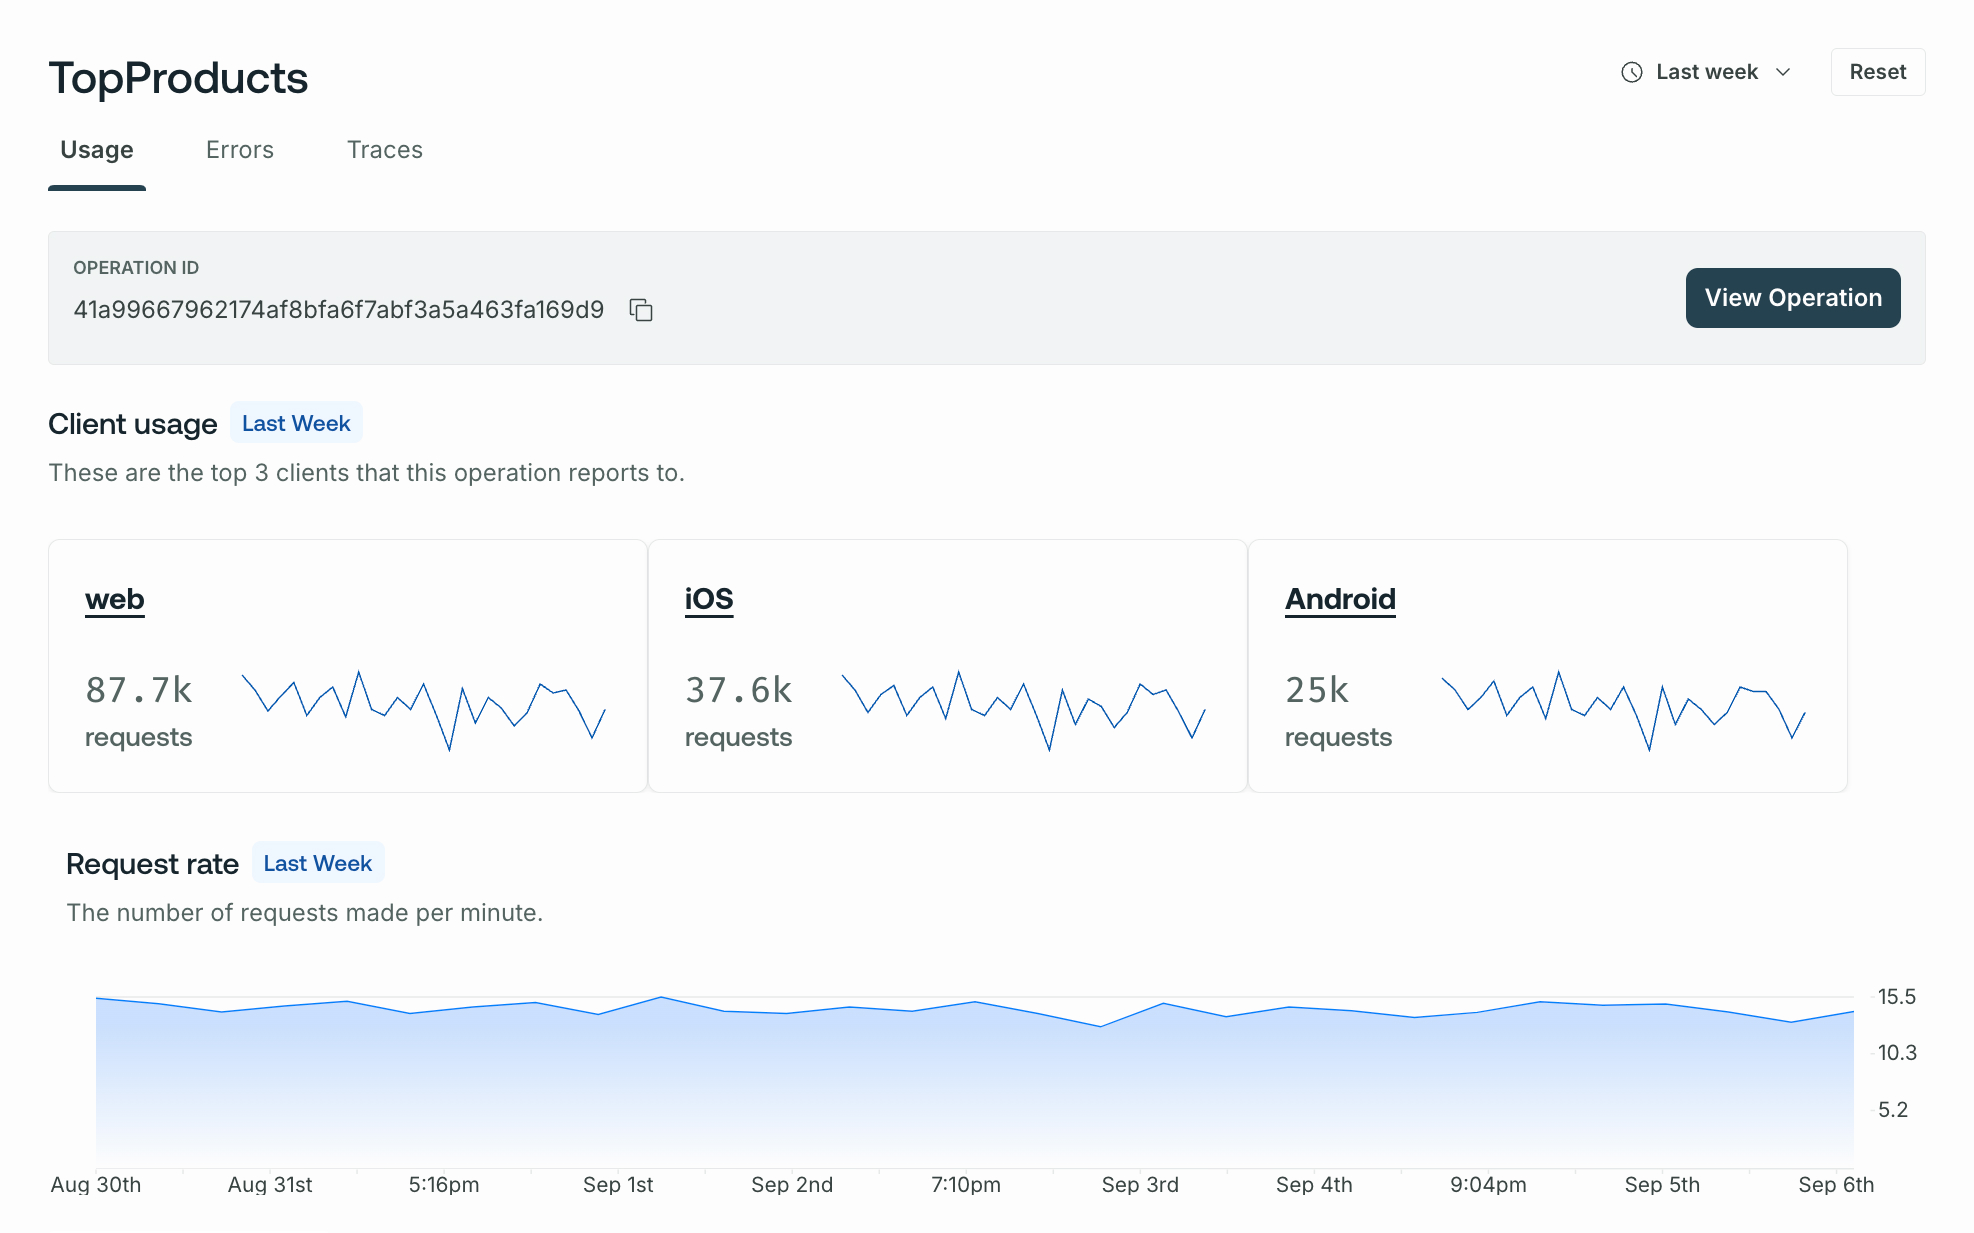 TopProducts
Last week
Reset
Usage
Errors
Traces
OPERATION ID
41a99667962174af8bfa6f7abf3a5a463fa169d9
View Operation
Client usage
Last Week
These are the top 3 clients that this operation reports to.
web
87.7k
requests
iOS
37.6k
requests
Android
25k
requests
Request rate
Last Week
The number of requests made per minute.
15.5
10.3
5.2
Aug 30th
Aug 31st
5:16pm
Sep 1st
Sep 2nd
7:10pm
Sep 3rd
Sep 4th
9:04pm
Sep 5th
Sep 6th